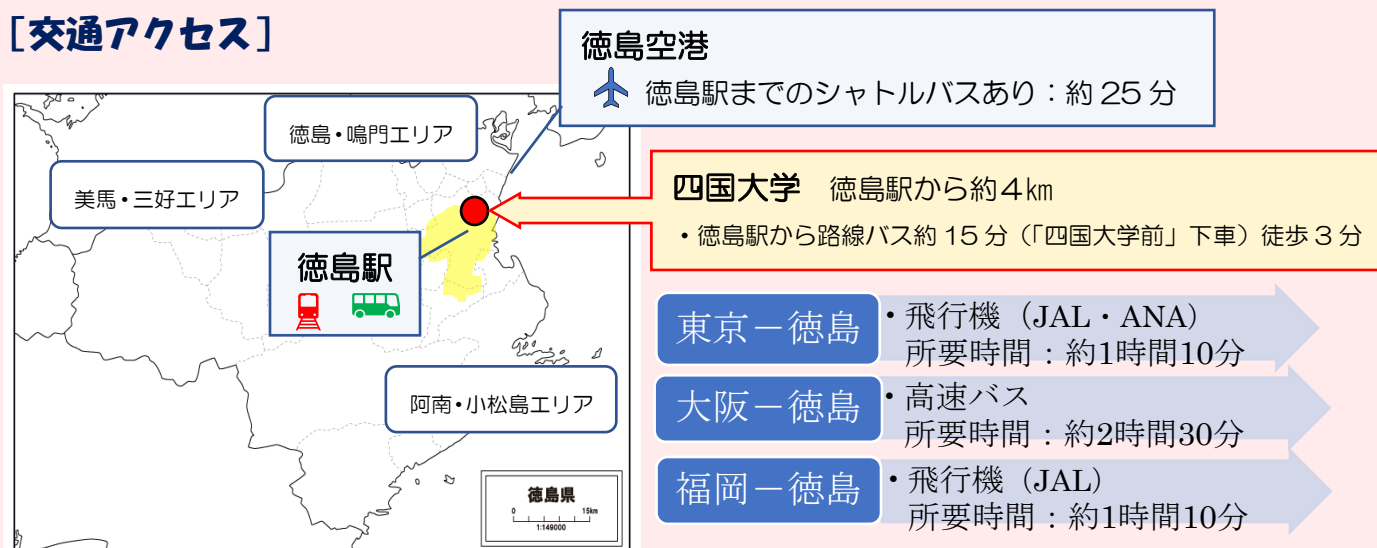 [交通アクセス]
徳島空港
徳島駅までのシャトルバスあり：約 25 分
徳島・鳴門エリア
美馬・三好エリア
四国大学　徳島駅から約４㎞
・徳島駅から路線バス約 15 分（「四国大学前」下車）徒歩 3 分
徳島駅
阿南・小松島エリア
徳島県
0 15km
1:149000
東京－徳島
・飛行機（JAL・ANA）
所要時間：約1時間10分
大阪－徳島
・高速バス
所要時間：約2時間30分
福岡－徳島
・飛行機（JAL）
所要時間：約1時間10分